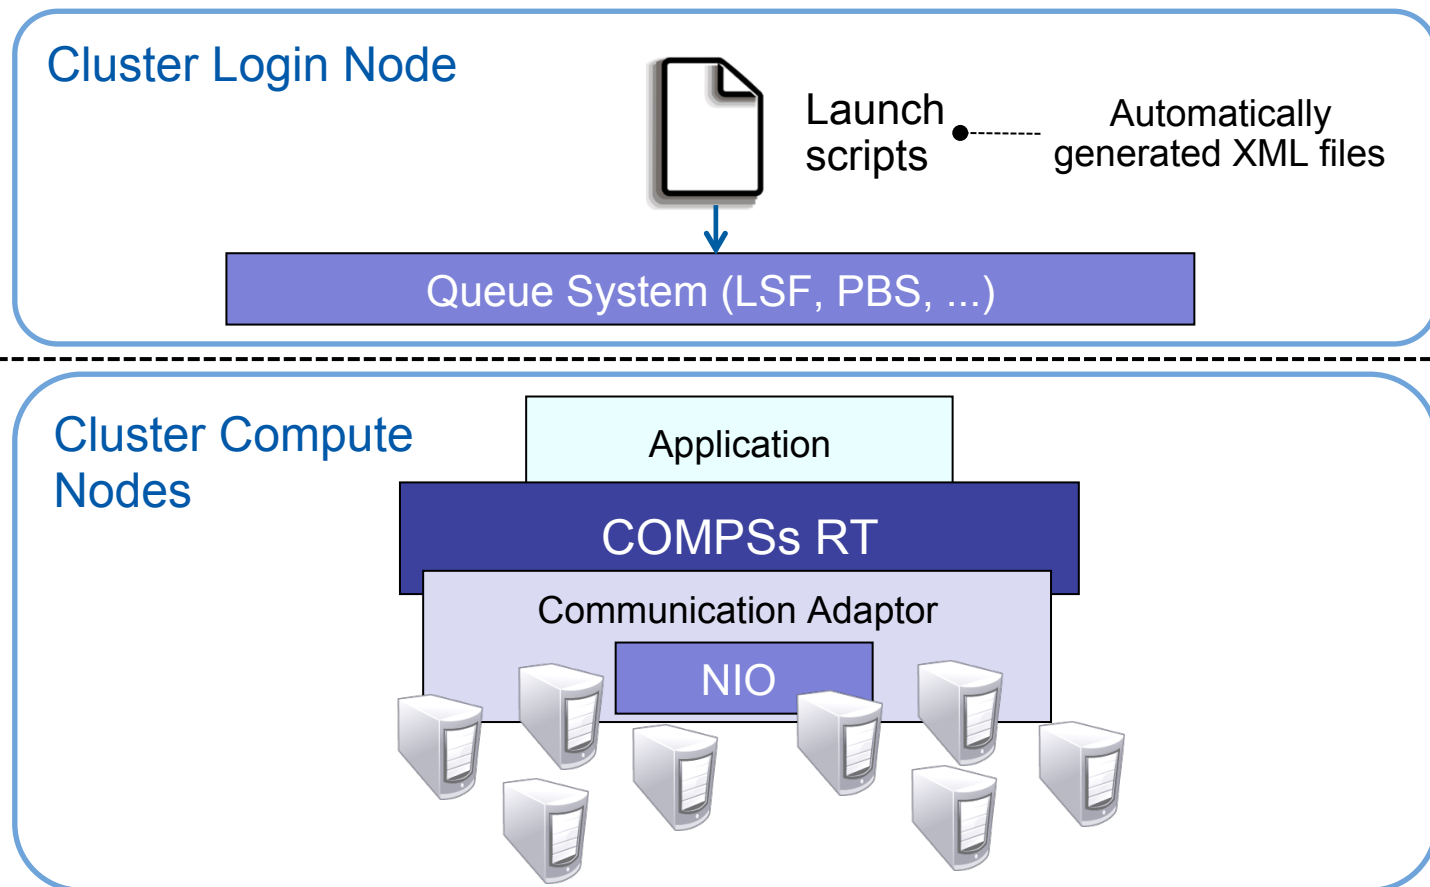 Cluster Login Node
Launch
scripts
Automatically
generated XML files
Queue System (LSF, PBS, ...)
Cluster Compute
Nodes
Application
COMPSs RT
Communication Adaptor
NIO